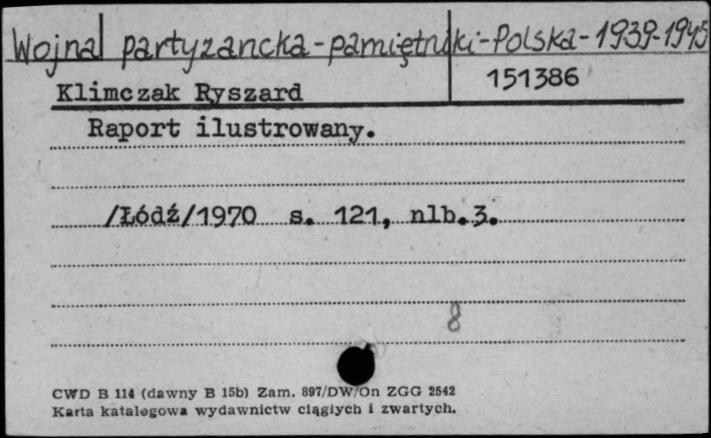 Wojna partyzancka-pamiętniki-Polska-1939-1945
151386
Klimczak Ryszard
Raport ilustrowany.
/Łódź/1970 s. 121, nlb.3.
8
CWD B 114 (dawny B 15b) Zam. 897/DW/On ZGG 2542
Karta katalogowa wydawnictw ciągłych i zwartych.